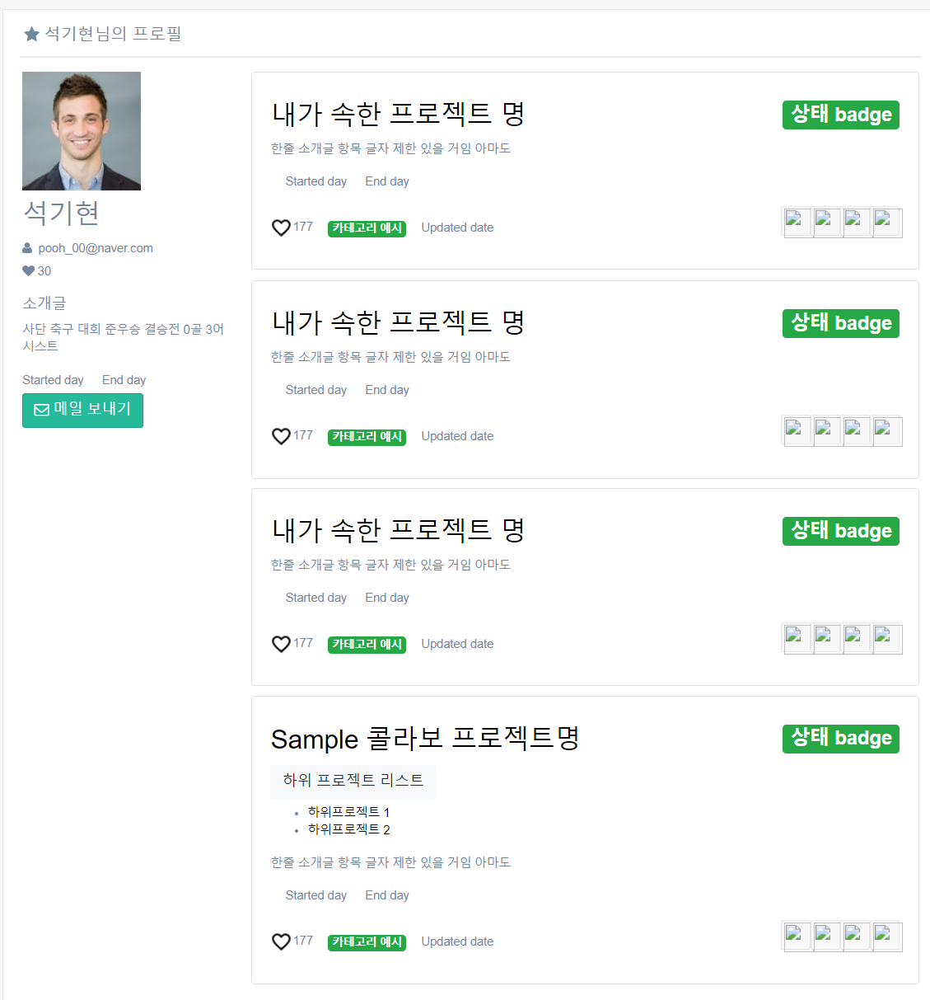 석기현님의 프로필
석기현
pooh_00@naver.com
30
소개글
사단 축구 대회 준우승 결승전 0골 3어
시스트
Started day End day
메일 보내기
내가 속한 프로젝트 명
상태 badge
한줄 소개글 항목 글자 제한 있을 거임 아마도
Started day End day
177 카테고리 예시 Updated date
내가 속한 프로젝트 명
상태 badge
한줄 소개글 항목 글자 제한 있을 거임 아마도
Started day End day
177 카테고리 예시 Updated date
내가 속한 프로젝트 명
상태 badge
한줄 소개글 항목 글자 제한 있을 거임 아마도
Started day End day
177 카테고리 예시 Updated date
Sample 콜라보 프로젝트명
상태 badge
하위 프로젝트 리스트
하위프로젝트 1
하위프로젝트 2
한줄 소개글 항목 글자 제한 있을 거임 아마도
Started day End day
177 카테고리 예시 Updated date